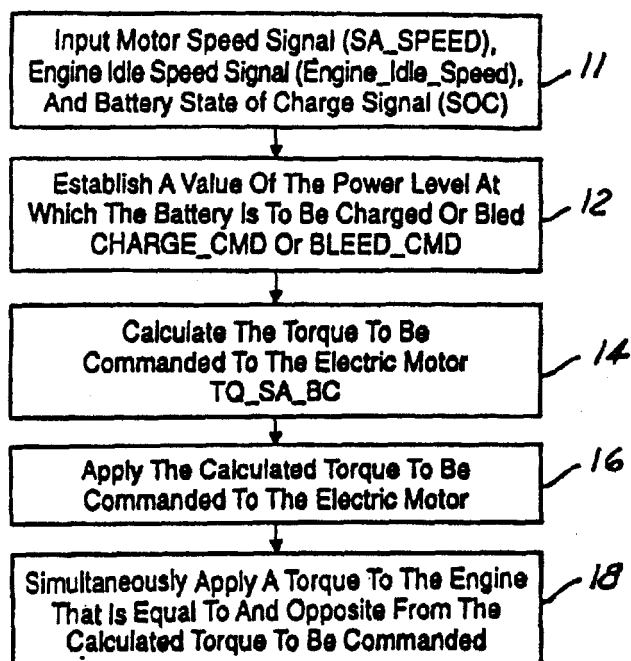 Input Motor Speed Signal (SA_SPEED),
Engine Idle Speed Signal (Engine_Idle_Speed),
And Battery State of Charge Signal (SOC)
11
Establish A Value Of The Power Level At
Which The Battery Is To Be Charged Or Bled
CHARGE_CMD Or BLEED_CMD
12
Calculate The Torque To Be
Commanded To The Electric Motor
TQ_SA_BC
14
Apply The Calculated Torque To Be
Commanded To The Electric Motor
16
Simultaneously Apply A Torque To The Engine
That Is Equal To And Opposite From The
Calculated Torque To Be Commanded
18